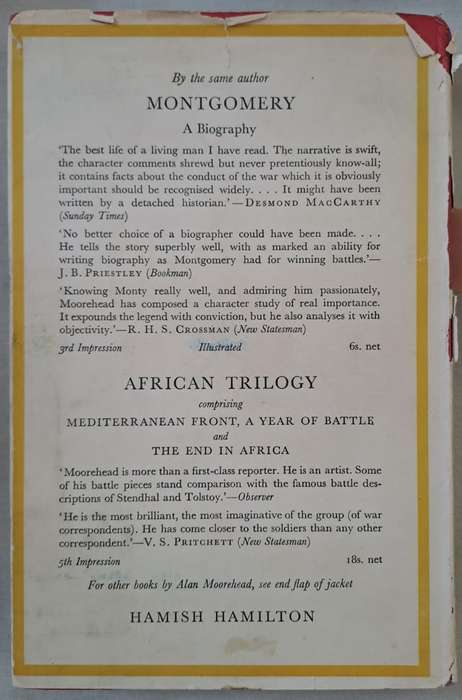 By the same author
MONTGOMERY
A Biography
‘The best life of a living man I have read. The narrative is swift,
the character comments shrewd but never pretentiously know-all;
it contains facts about the conduct of the war which it is obviously
important should be recognised widely. . . . It might have been
written by a detached historian.’—DESMOND MACCARTHY
(Sunday Times)
‘No better choice of a biographer could have been made. . . .
He tells the story superbly well, with as marked an ability for
writing biography as Montgomery had for winning battles.’—
J. B. PRIESTLEY (Bookman)
‘Knowing Monty really well, and admiring him passionately,
Moorehead has composed a character study of real importance.
It expounds the legend with conviction, but he also analyses it with
objectivity.’—R. H. S. CROSSMAN (New Statesman)
3rd Impression Illustrated 6s. net
AFRICAN TRILOGY
comprising
MEDITERRANEAN FRONT, A YEAR OF BATTLE
and
THE END IN AFRICA
‘Moorehead is more than a first-class reporter. He is an artist. Some
of his battle pieces stand comparison with the famous battle des-
criptions of Stendhal and Tolstoy.’—Observer
‘He is the most brilliant, the most imaginative of the group (of war
correspondents). He has come closer to the soldiers than any other
correspondent.’—V. S. PRITCHETT (New Statesman)
5th Impression 18s. net
For other books by Alan Moorehead, see end flap of jacket
HAMISH HAMILTON